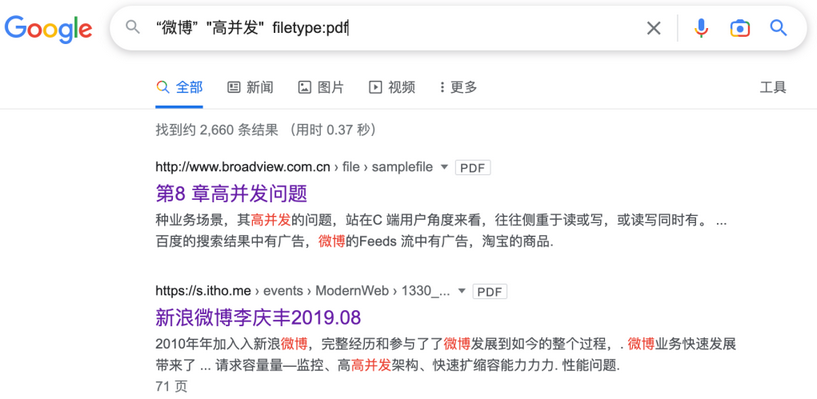 Google “微博” "高并发" filetype:pdf
全部 新闻 图片 视频 更多 工具
找到约 2,660 条结果 （用时 0.37 秒）
http://www.broadview.com.cn › file › samplefile PDF
第8 章高并发问题
种业务场景，其高并发的问题，站在C 端用户角度来看，往往侧重于读或写，或读写同时有。 ...
百度的搜索结果中有广告，微博的Feeds 流中有广告，淘宝的商品.
https://s.itho.me › events › ModernWeb › 1330_... PDF
新浪微博李庆丰2019.08
2010年年加入入新浪微博，完整经历和参与了了微博发展到如今的整个过程，. 微博业务快速发展
带来了 ... 请求容量量—监控、高高并发架构、快速扩缩容能力力力. 性能问题.
71 页